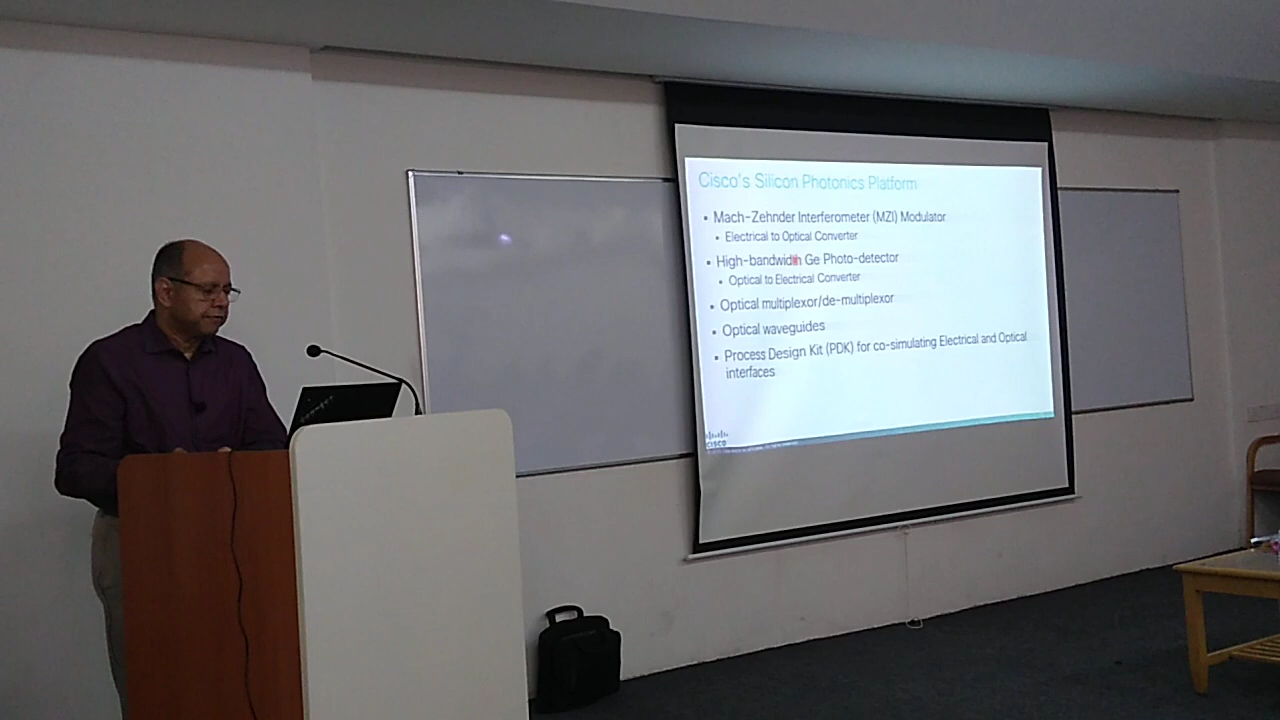 Cisco's Silicon Photonics Platform
• Mach-Zehnder Interferometer (MZI) Modulator
• Electrical to Optical Converter
• High-bandwidth Ge Photo-detector
• Optical to Electrical Converter
• Optical multiplexor/de-multiplexor
• Optical waveguides
• Process Design Kit (PDK) for co-simulating Electrical and Optical
interfaces
CISCO